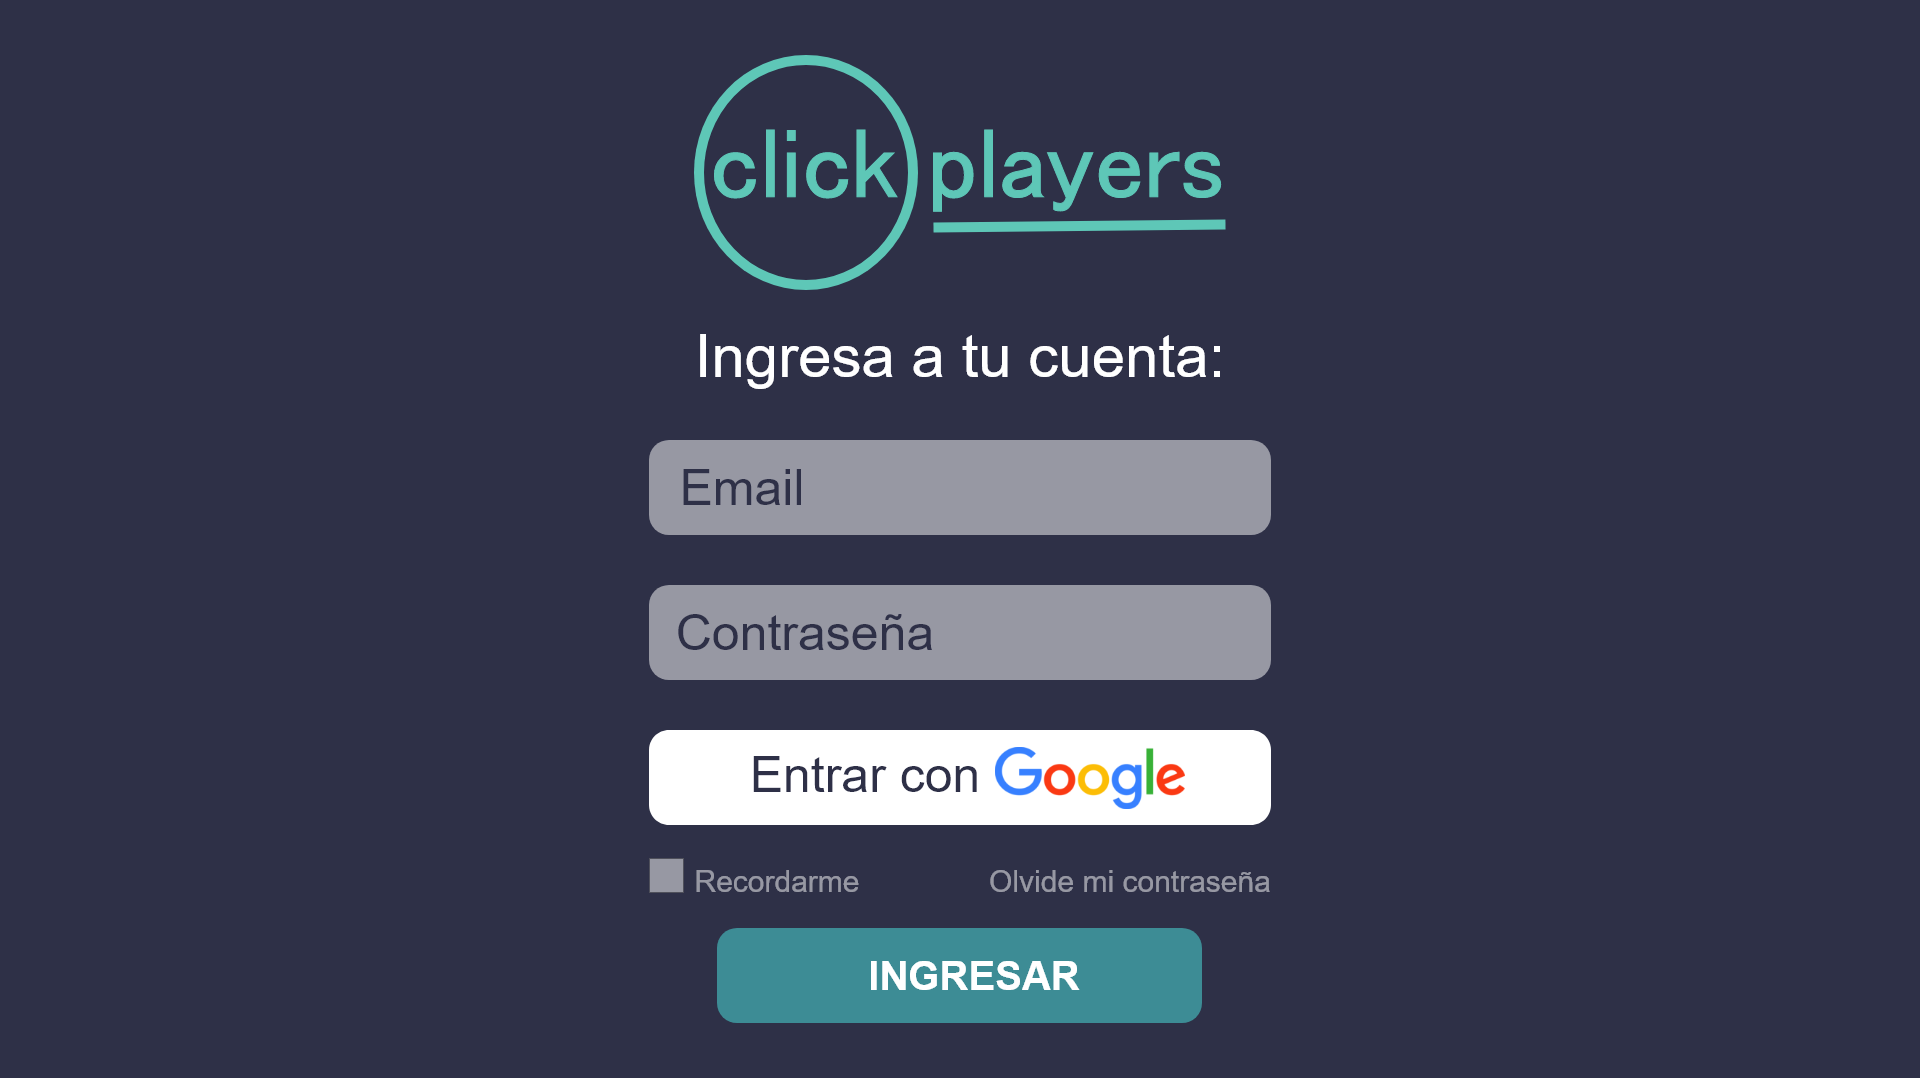 click players
Ingresa a tu cuenta:
Email
Contraseña
Entrar con Google
Recordarme Olvide mi contraseña
INGRESAR